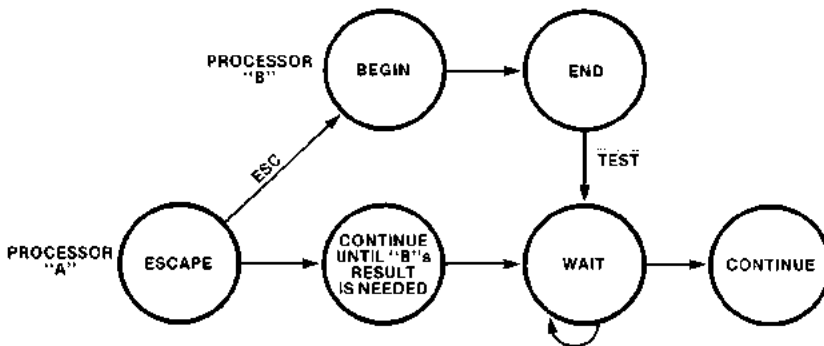 PROCESSOR
"B"
BEGIN
END
ESC
TEST
PROCESSOR
"A"
ESCAPE
CONTINUE
UNTIL "B"s
RESULT
IS NEEDED
WAIT
CONTINUE